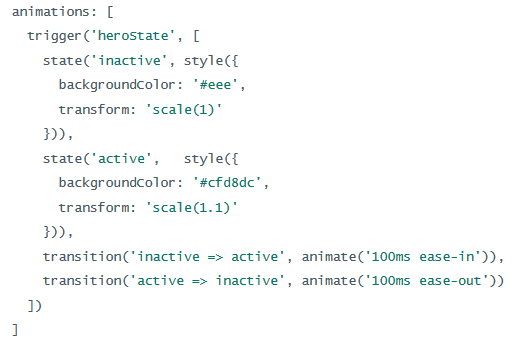 animations: [
  trigger('heroState', [
    state('inactive', style({
      backgroundColor: '#eee',
      transform: 'scale(1)'
    })),
    state('active',   style({
      backgroundColor: '#cfd8dc',
      transform: 'scale(1.1)'
    })),
    transition('inactive => active', animate('100ms ease-in')),
    transition('active => inactive', animate('100ms ease-out'))
  ])
]